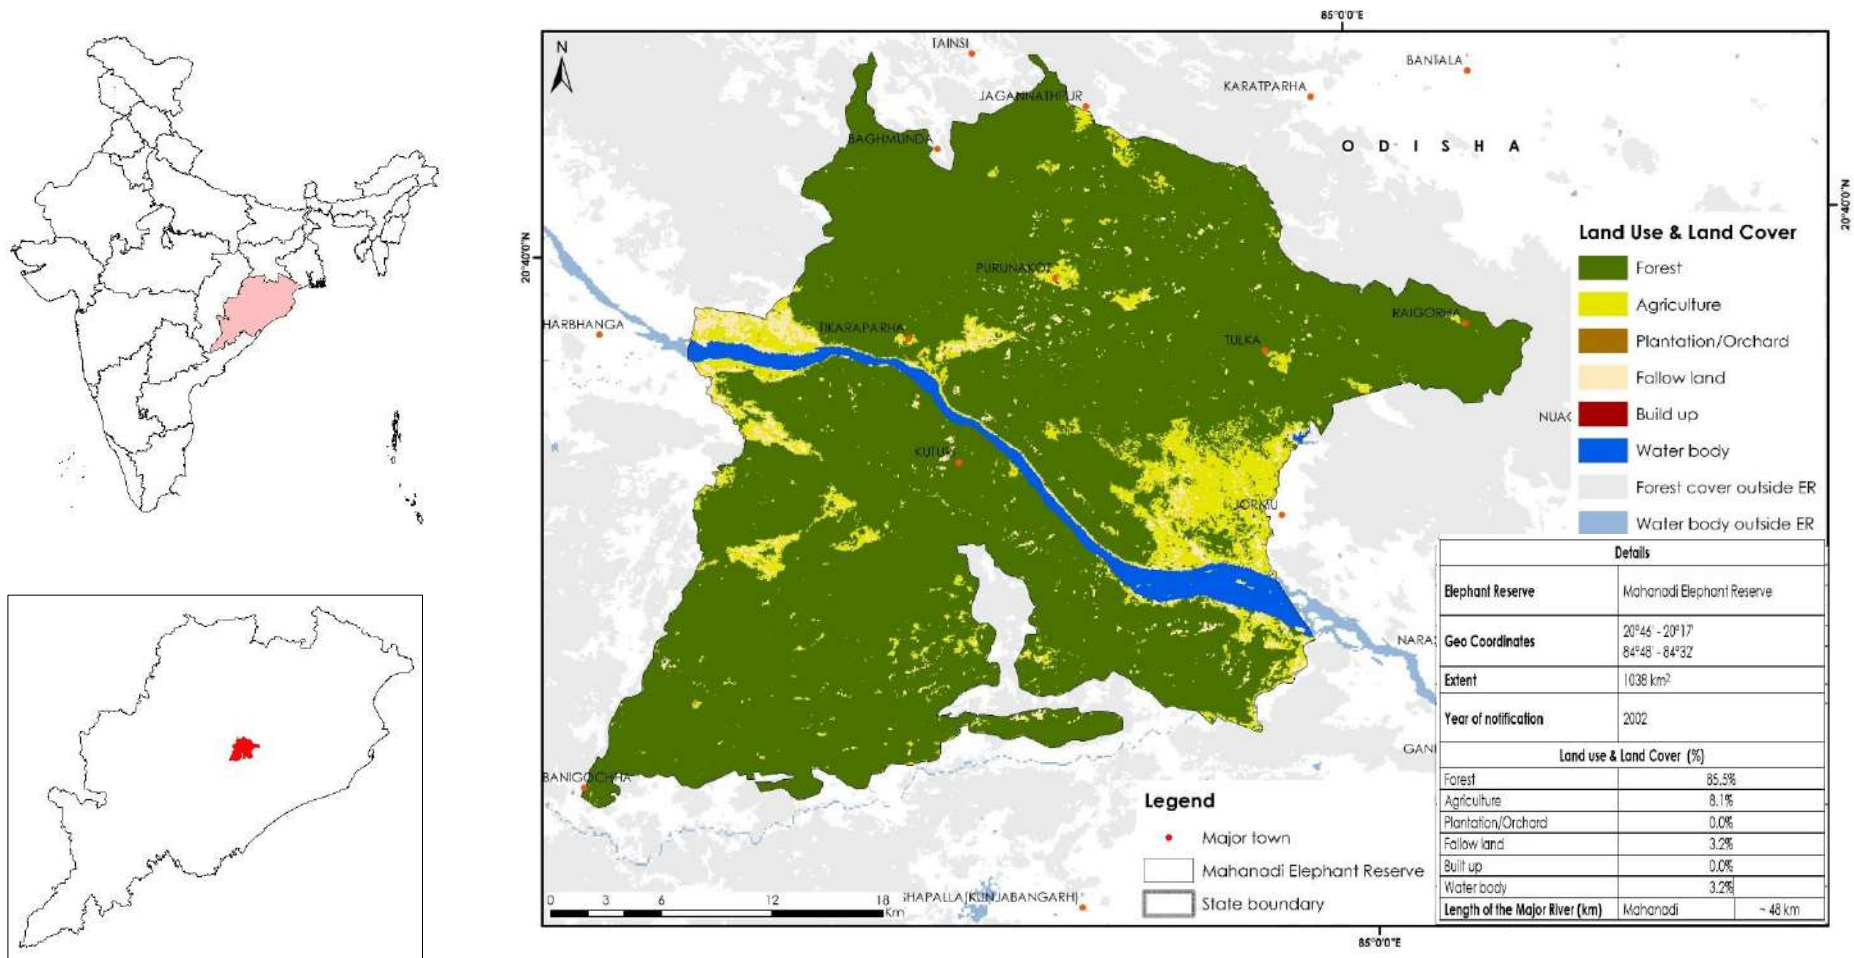 85°0'0"E
N
TAINSI
BANTALA
KARATPARHA
JAGANNATHPUR
BAGHMUNDA
O D I S H A
20°40'0"N
20°40'0"N
PURUNAKOT
HARBHANGA
TIKARAPARHA
TULKA
RAIGORHA
JORMU
BANIGOCHHA
Land Use & Land Cover
Forest
Agriculture
Plantation/Orchard
Fallow land
Build up
Water body
Forest cover outside ER
Water body outside ER
Details
Elephant Reserve Mahanadi Elephant Reserve
Geo Coordinates 20°46' - 20°17'
84°48' - 84°32'
Extent 1038 km²
Year of notification 2002
Land use & Land Cover (%)
Forest 85.5%
Agriculture 8.1%
Plantation/Orchard 0.0%
Fallow land 3.2%
Built up 0.0%
Water body 3.2%
Length of the Major River (km) Mahanadi ~ 48 km
Legend
Major town
Mahanadi Elephant Reserve
State boundary
0 3 6 12 18
Km
HAPALLA(KUNJABANGARH)
85°0'0"E